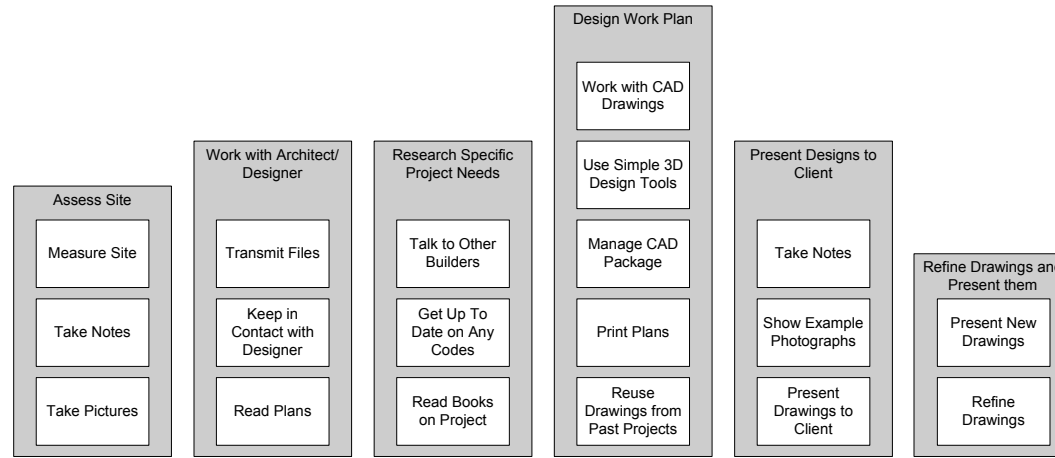 Assess Site
Measure Site
Take Notes
Take Pictures
Work with Architect/
Designer
Transmit Files
Keep in
Contact with
Designer
Read Plans
Research Specific
Project Needs
Talk to Other
Builders
Get Up To
Date on Any
Codes
Read Books
on Project
Design Work Plan
Work with CAD
Drawings
Use Simple 3D
Design Tools
Manage CAD
Package
Print Plans
Reuse
Drawings from
Past Projects
Present Designs to
Client
Take Notes
Show Example
Photographs
Present
Drawings to
Client
Refine Drawings an
Present them
Present New
Drawings
Refine
Drawings